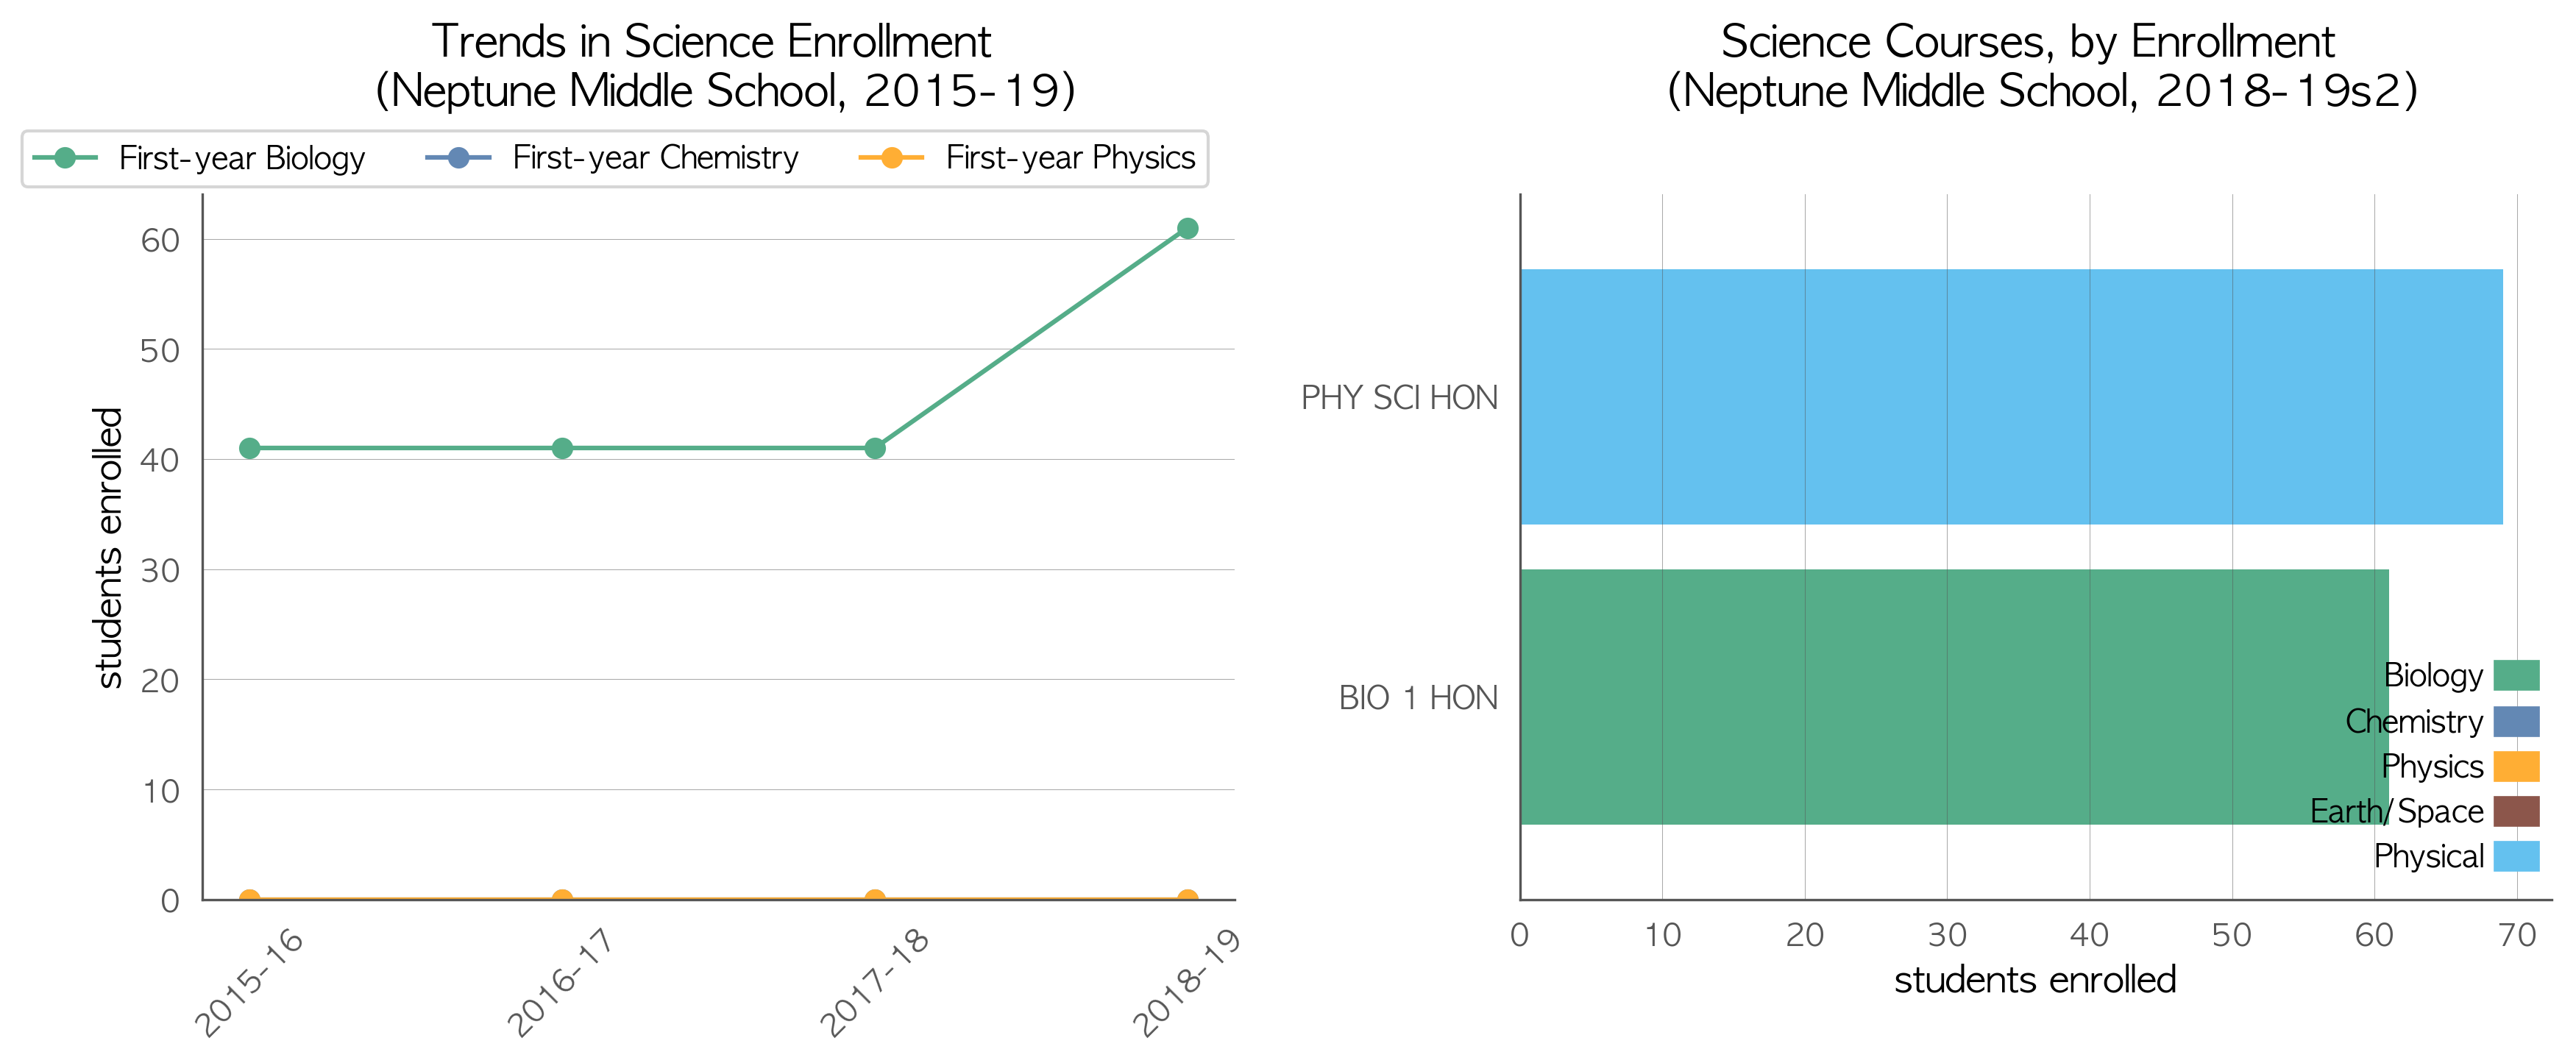 Trends in Science Enrollment
(Neptune Middle School, 2015-19)
First-year Biology
First-year Chemistry
First-year Physics
students enrolled
60
50
40
30
20
10
0
2015-16
2016-17
2017-18
2018-19
Science Courses, by Enrollment
(Neptune Middle School, 2018-19s2)
PHY SCI HON
BIO 1 HON
Biology
Chemistry
Physics
Earth/Space
Physical
0
10
20
30
40
50
60
70
students enrolled